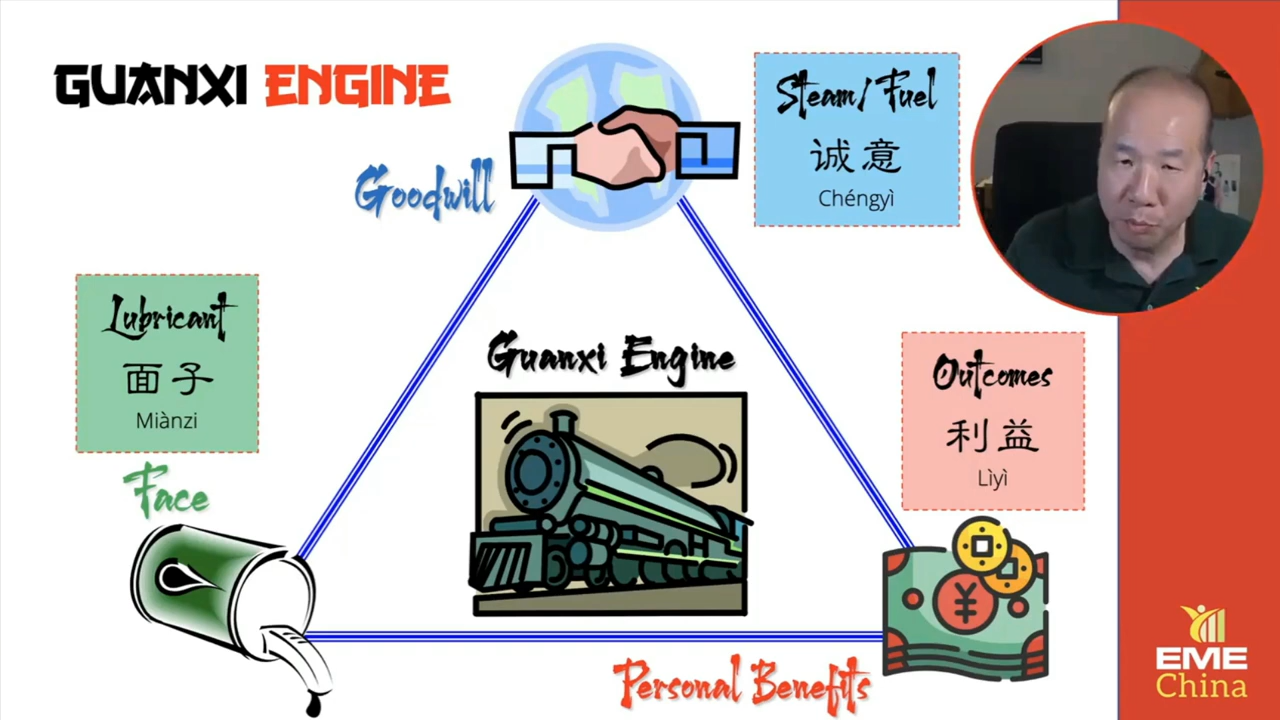 GUANXI ENGINE
Goodwill
Steam/Fuel
诚意
Chéngyì
Lubricant
面子
Miànzi
Face
Guanxi Engine
Outcomes
利益
Lìyì
¥
Personal Benefits
EME
China